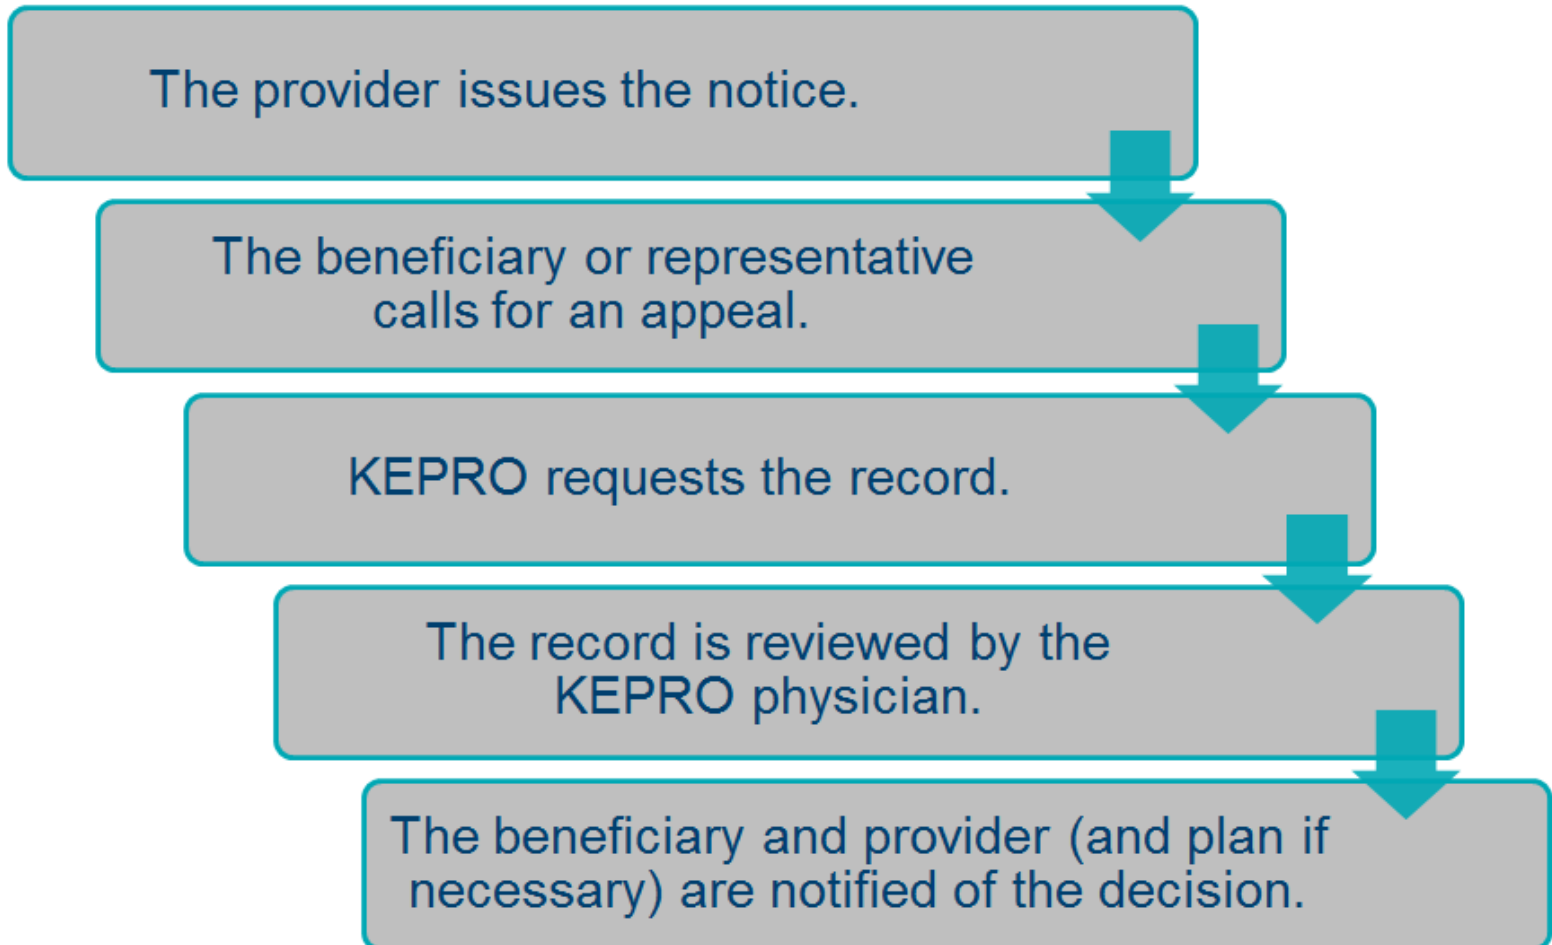 The provider issues the notice.
The beneficiary or representative
calls for an appeal.
KEPRO requests the record.
The record is reviewed by the
KEPRO physician.
The beneficiary and provider (and plan if
necessary) are notified of the decision.